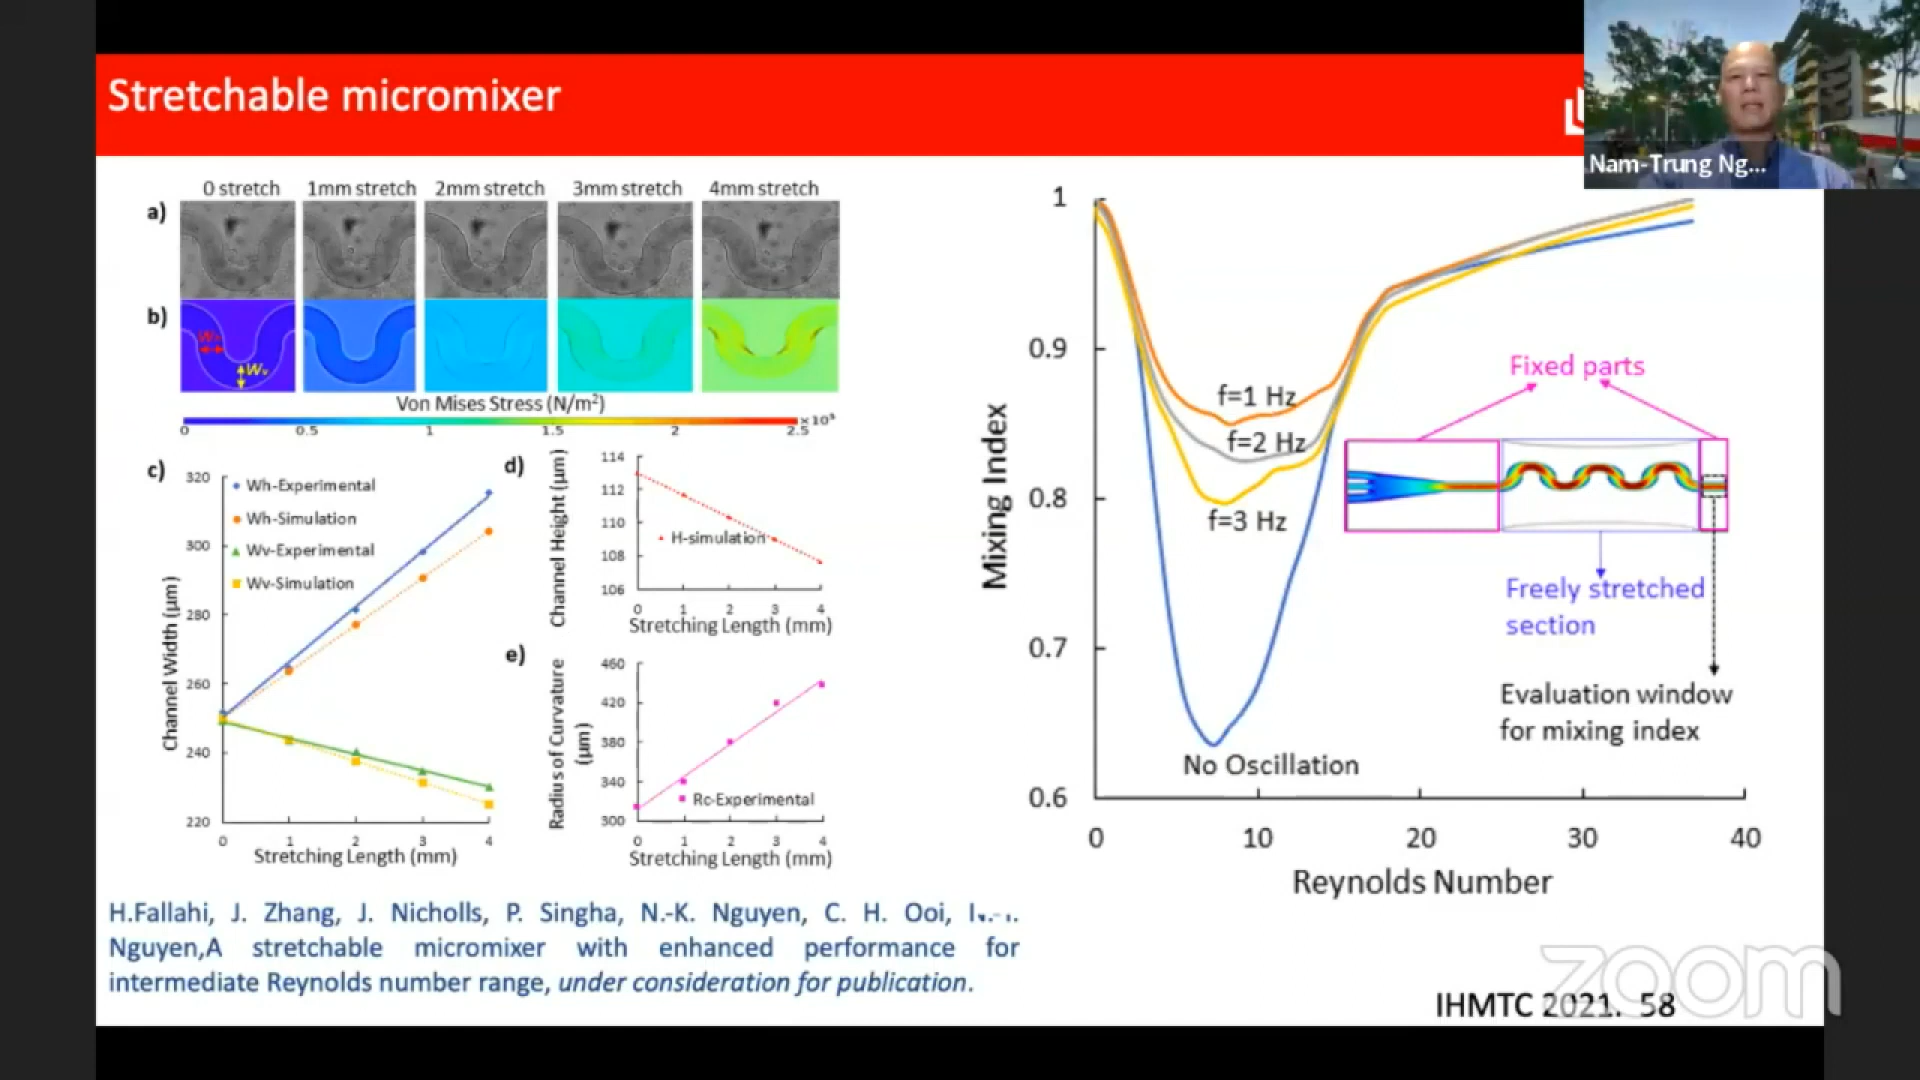 Stretchable micromixer
Nam-Trung Ng...
0 stretch 1mm stretch 2mm stretch 3mm stretch 4mm stretch
a)
b)
Wh
Wv
Von Mises Stress (N/m²)
0 0.5 1 1.5 2 2.5
c)
320
300
280
260
240
220
0 1 2 3 4
Channel Width (µm)
Wh-Experimental
Wh-Simulation
Wv-Experimental
Wv-Simulation
Stretching Length (mm)
d)
114
112
110
108
106
0 1 2 3 4
Channel Height (µm)
H-simulation
Stretching Length (mm)
e)
460
420
380
340
300
0 1 2 3 4
Radius of Curvature
(µm)
Rc-Experimental
Stretching Length (mm)
1
0.9
0.8
0.7
0.6
0 10 20 30 40
Mixing Index
Reynolds Number
f=1 Hz
f=2 Hz
f=3 Hz
No Oscillation
Fixed parts
Freely stretched
section
Evaluation window
for mixing index
H.Fallahi, J. Zhang, J. Nicholls, P. Singha, N.-K. Nguyen, C. H. Ooi,
Nguyen,A stretchable micromixer with enhanced performance for
intermediate Reynolds number range, under consideration for publication.
zoom
IHMTC 2021. 58